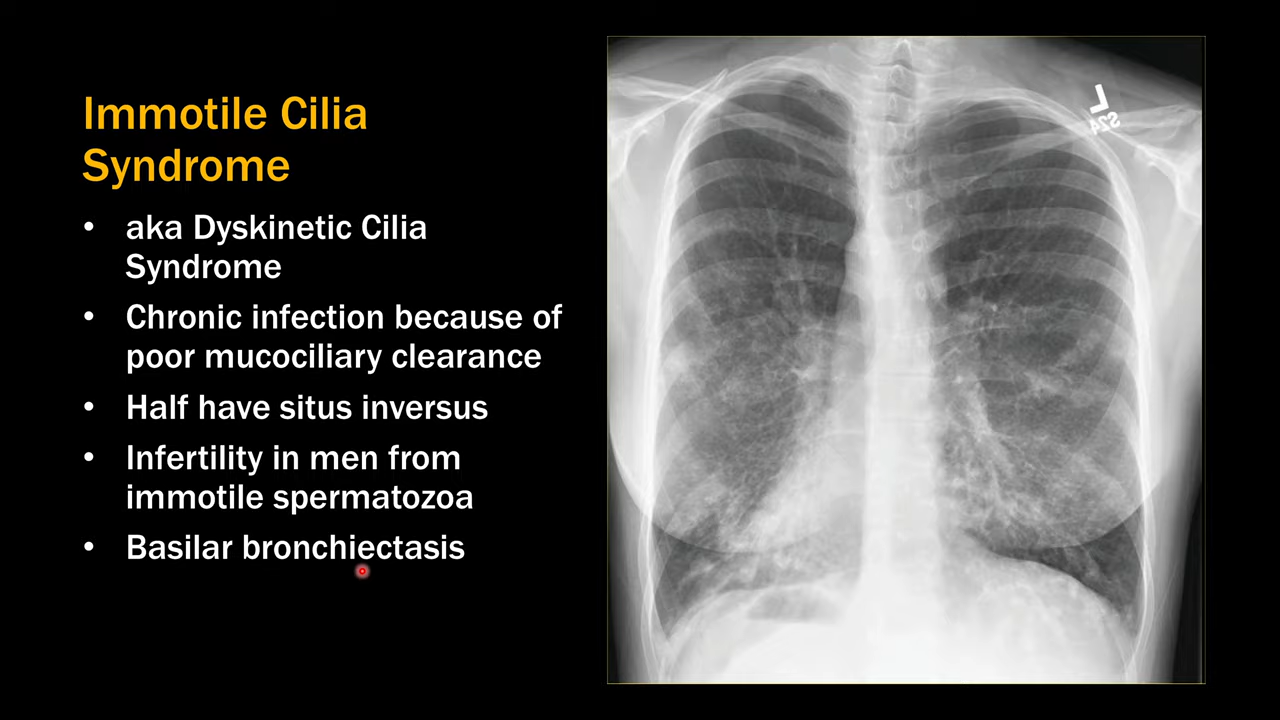 Immotile Cilia
Syndrome
• aka Dyskinetic Cilia
Syndrome
• Chronic infection because of
poor mucociliary clearance
• Half have situs inversus
• Infertility in men from
immotile spermatozoa
• Basilar bronchiectasis
L
S24